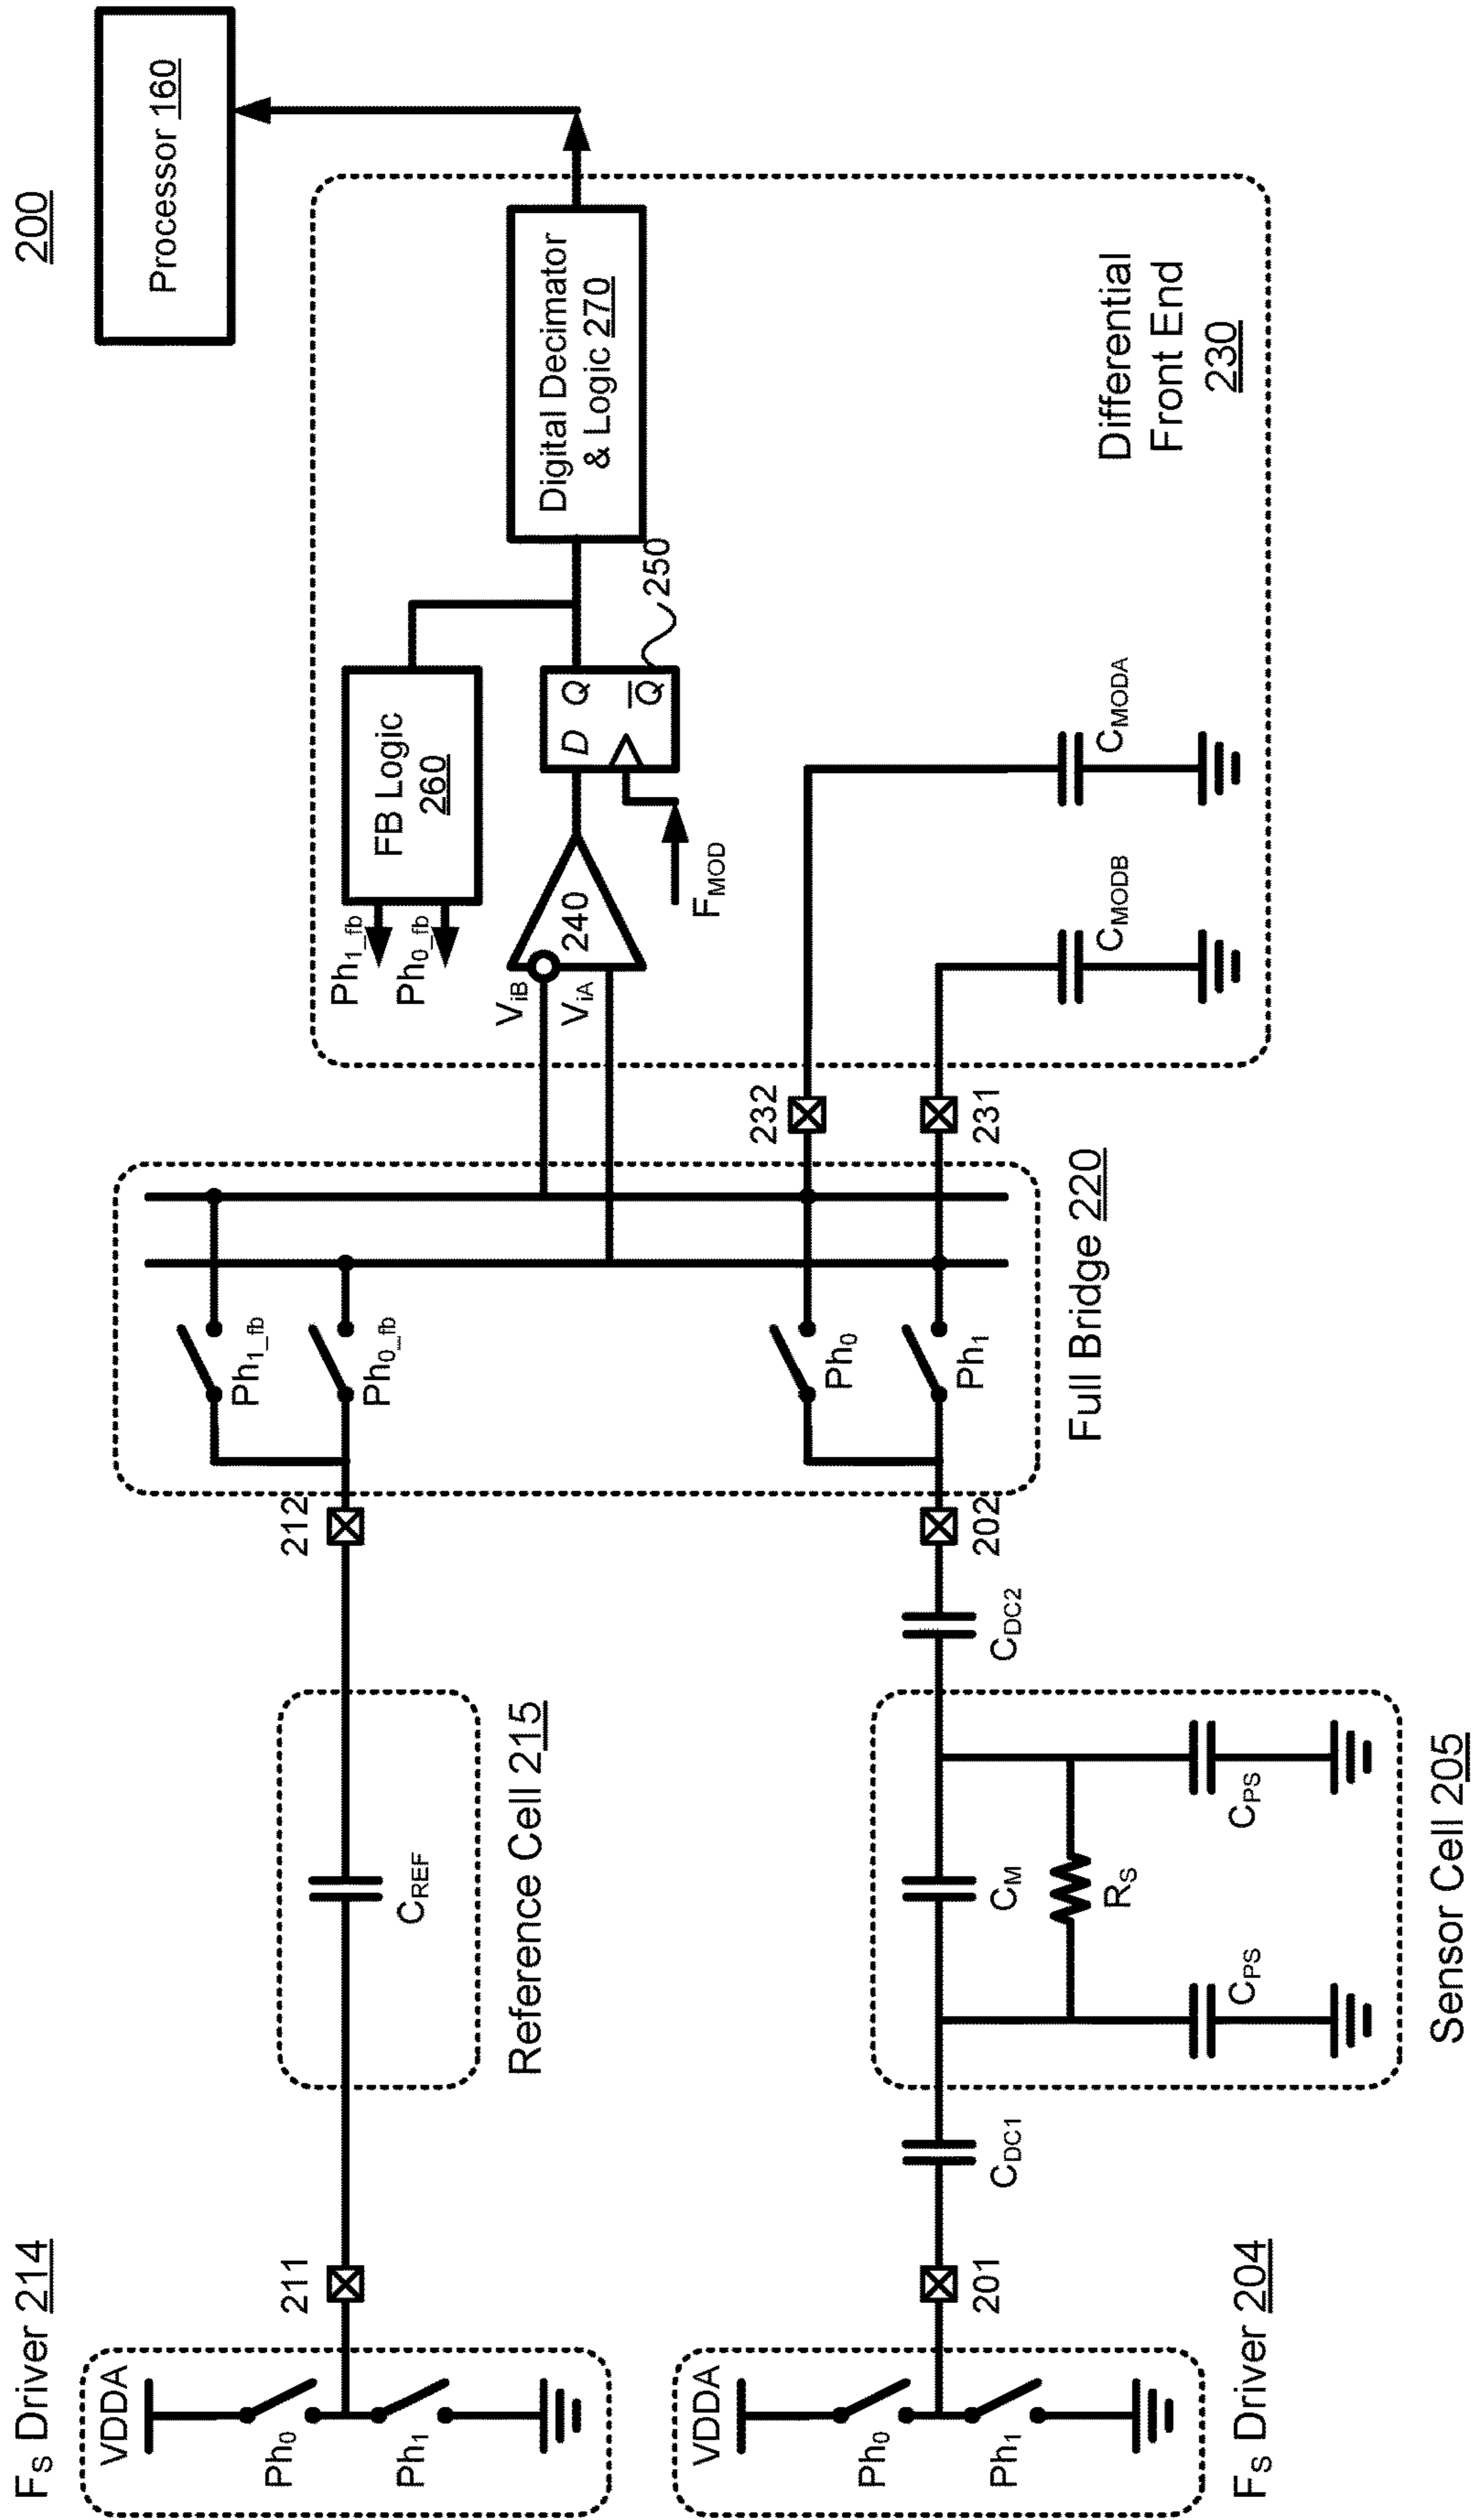 200
Processor 160
Digital Decimator
& Logic 270
FB Logic
260
Ph1_fb
Ph0_fb
D
Q
Q̅
250
240
ViB
ViA
FMOD
Differential
Front End
230
CMODA
CMODB
232
231
Ph1_fb
Ph0_fb
Ph0
Ph1
Full Bridge 220
212
202
CREF
Reference Cell 215
CDC2
CM
RS
CPS
CPS
CDC1
Sensor Cell 205
211
201
FS Driver 214
VDDA
Ph0
Ph1
FS Driver 204
VDDA
Ph0
Ph1